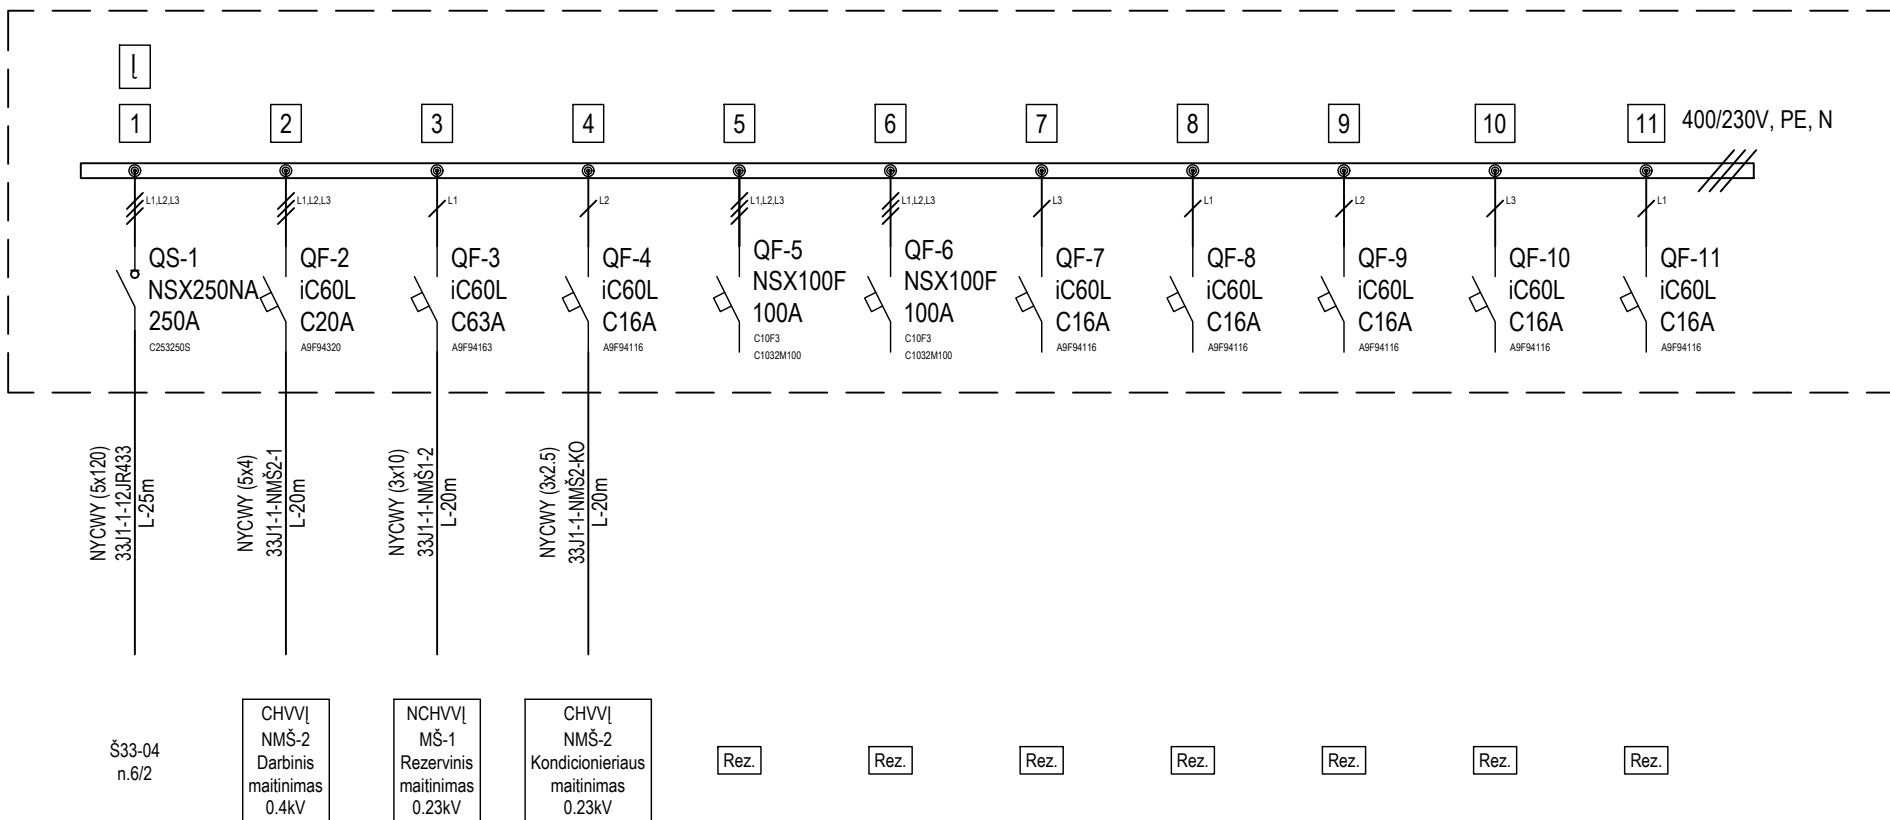 Į
1
2
3
4
5
6
7
8
9
10
11
400/230V, PE, N
L1,L2,L3
L1,L2,L3
L1
L2
L1,L2,L3
L1,L2,L3
L3
L1
L2
L3
L1
QS-1
NSX250NA
250A
C253250S
QF-2
iC60L
C20A
A9F94320
QF-3
iC60L
C63A
A9F94163
QF-4
iC60L
C16A
A9F94116
QF-5
NSX100F
100A
C10F3
C1032M100
QF-6
NSX100F
100A
C10F3
C1032M100
QF-7
iC60L
C16A
A9F94116
QF-8
iC60L
C16A
A9F94116
QF-9
iC60L
C16A
A9F94116
QF-10
iC60L
C16A
A9F94116
QF-11
iC60L
C16A
A9F94116
NYCWY (5x120)
33J1-1-12JR433
L-25m
NYCWY (5x4)
33J1-1-NMŠ2-1
L-20m
NYCWY (3x10)
33J1-1-NMŠ1-2
L-20m
NYCWY (3x2.5)
33J1-1-NMŠ2-KO
L-20m
Š33-04
n.6/2
CHVVĮ
NMŠ-2
Darbinis
maitinimas
0.4kV
NCHVVĮ
MŠ-1
Rezervinis
maitinimas
0.23kV
CHVVĮ
NMŠ-2
Kondicionieriaus
maitinimas
0.23kV
Rez.
Rez.
Rez.
Rez.
Rez.
Rez.
Rez.